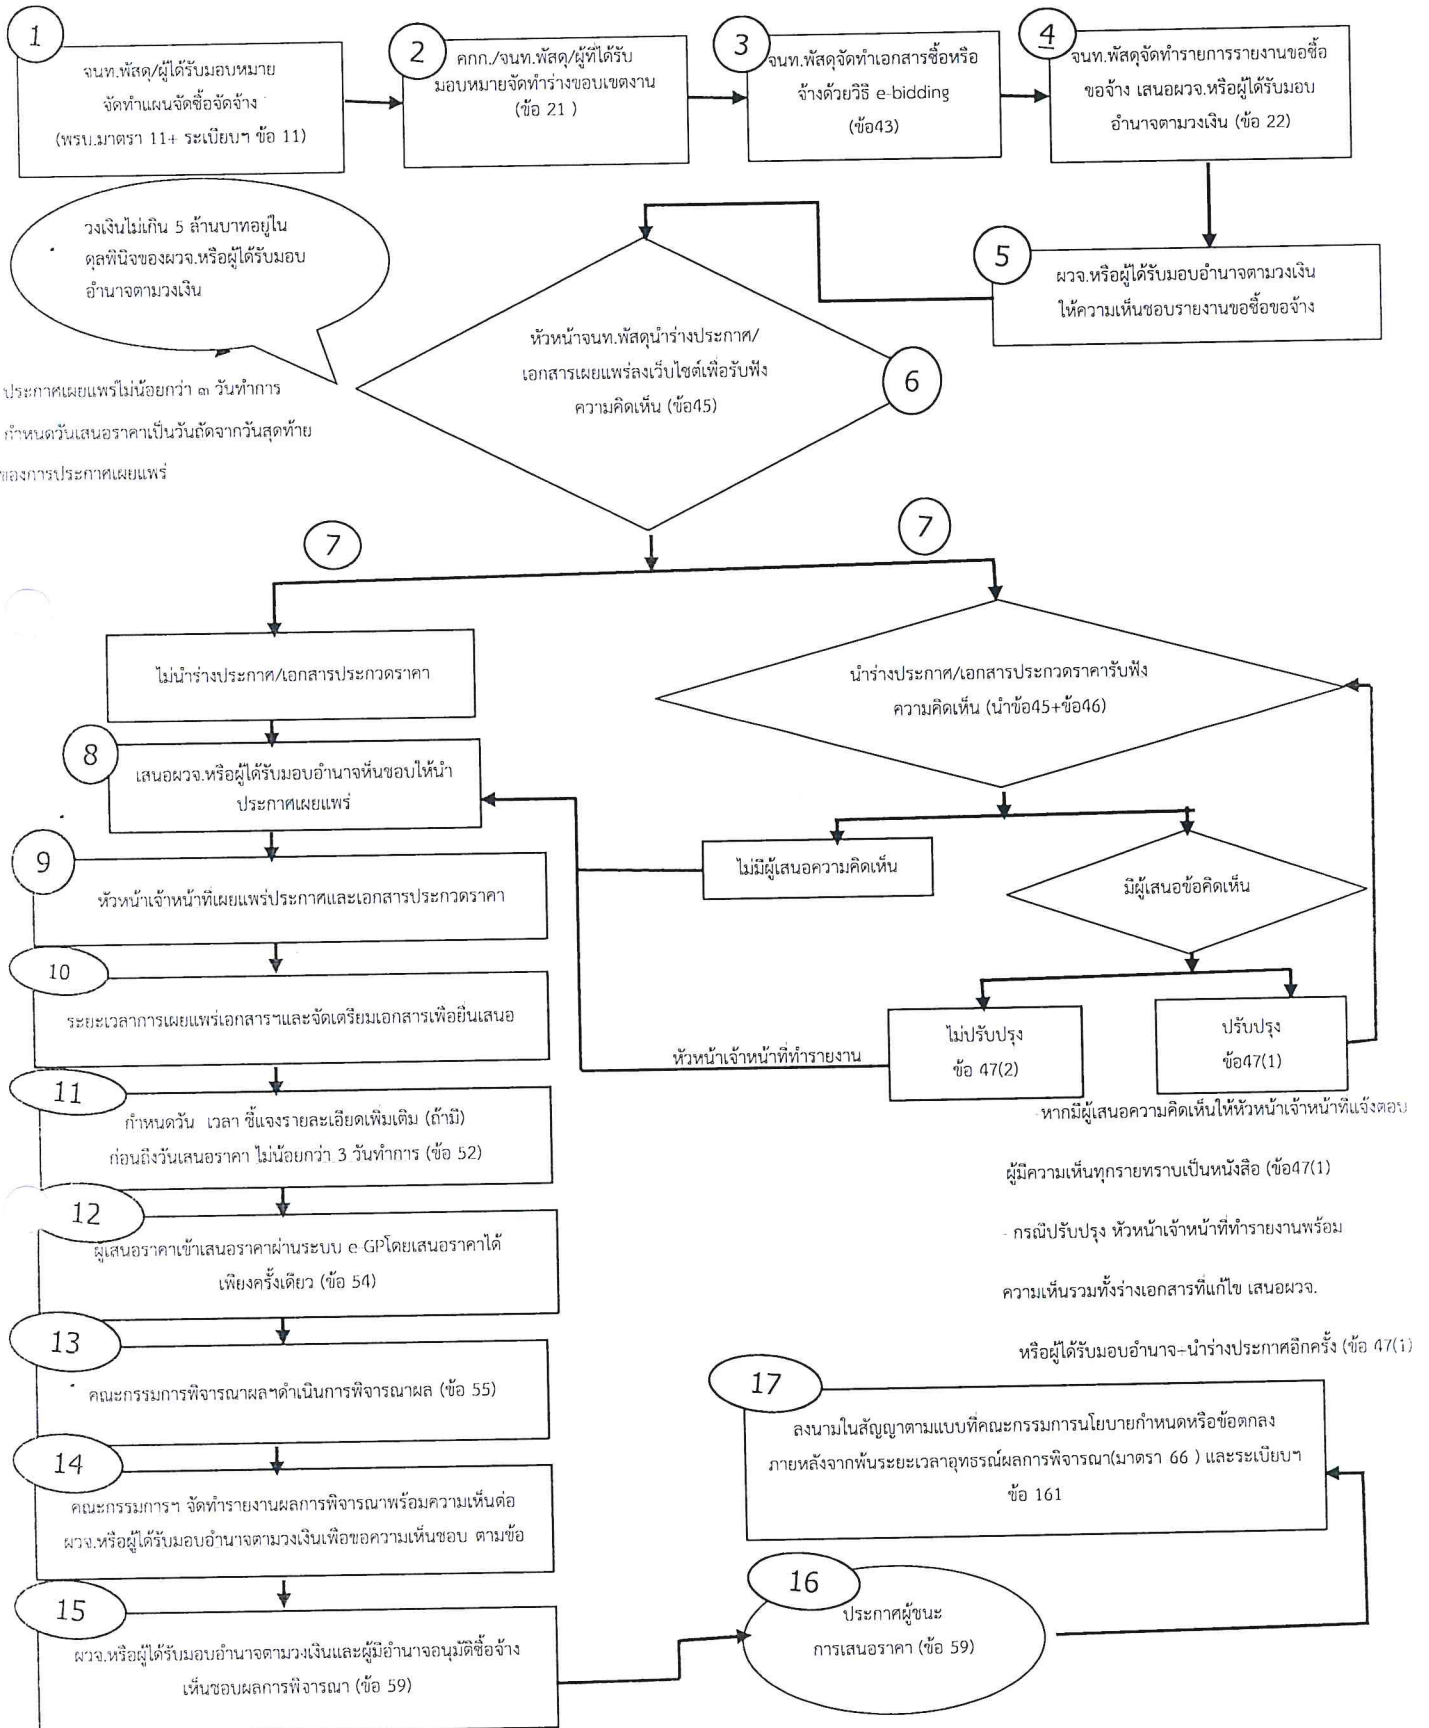 1
จนท.พัสดุ/ผู้ได้รับมอบหมาย
จัดทำแผนจัดซื้อจัดจ้าง
(พรบ.มาตรา 11+ ระเบียบฯ ข้อ 11)
2
คกก./จนท.พัสดุ/ผู้ที่ได้รับ
มอบหมายจัดทำร่างขอบเขตงาน
(ข้อ 21 )
3
จนท.พัสดุจัดทำเอกสารซื้อหรือ
จ้างด้วยวิธี e-bidding
(ข้อ43)
4
จนท.พัสดุจัดทำรายการรายงานขอซื้อ
ขอจ้าง เสนอผวจ.หรือผู้ได้รับมอบ
อำนาจตามวงเงิน (ข้อ 22)
วงเงินไม่เกิน 5 ล้านบาทอยู่ใน
ดุลพินิจของผวจ.หรือผู้ได้รับมอบ
อำนาจตามวงเงิน
5
ผวจ.หรือผู้ได้รับมอบอำนาจตามวงเงิน
ให้ความเห็นชอบรายงานขอซื้อขอจ้าง
หัวหน้าจนท.พัสดุนำร่างประกาศ/
เอกสารเผยแพร่ลงเว็บไซต์เพื่อรับฟัง
ความคิดเห็น (ข้อ45)
6
ประกาศเผยแพร่ไม่น้อยกว่า ๓ วันทำการ
กำหนดวันเสนอราคาเป็นวันถัดจากวันสุดท้าย
ของการประกาศเผยแพร่
7
7
ไม่นำร่างประกาศ/เอกสารประกวดราคา
นำร่างประกาศ/เอกสารประกวดราคารับฟัง
ความคิดเห็น (นำข้อ45+ข้อ46)
8
เสนอผวจ.หรือผู้ได้รับมอบอำนาจห็นชอบให้นำ
ประกาศเผยแพร่
ไม่มีผู้เสนอความคิดเห็น
มีผู้เสนอข้อคิดเห็น
9
หัวหน้าเจ้าหน้าที่เผยแพร่ประกาศและเอกสารประกวดราคา
10
ระยะเวลาการเผยแพร่เอกสารฯและจัดเตรียมเอกสารเพื่อยื่นเสนอ
หัวหน้าเจ้าหน้าที่ทำรายงาน
ไม่ปรับปรุง
ข้อ 47(2)
ปรับปรุง
ข้อ47(1)
11
กำหนดวัน เวลา ชี้แจงรายละเอียดเพิ่มเติม (ถ้ามี)
ก่อนถึงวันเสนอราคา ไม่น้อยกว่า 3 วันทำการ (ข้อ 52)
-หากมีผู้เสนอความคิดเห็นให้หัวหน้าเจ้าหน้าที่แจ้งตอบ
ผู้มีความเห็นทุกรายทราบเป็นหนังสือ (ข้อ47(1)
- กรณีปรับปรุง หัวหน้าเจ้าหน้าที่ทำรายงานพร้อม
ความเห็นรวมทั้งร่างเอกสารที่แก้ไข เสนอผวจ.
หรือผู้ได้รับมอบอำนาจ÷นำร่างประกาศอีกครั้ง (ข้อ 47(1)
12
ผู้เสนอราคาเข้าเสนอราคาผ่านระบบ e-GPโดยเสนอราคาได้
เพียงครั้งเดียว (ข้อ 54)
13
คณะกรรมการพิจารณาผลฯดำเนินการพิจารณาผล (ข้อ 55)
14
คณะกรรมการฯ จัดทำรายงานผลการพิจารณาพร้อมความเห็นต่อ
ผวจ.หรือผู้ได้รับมอบอำนาจตามวงเงินเพื่อขอความเห็นชอบ ตามข้อ
15
ผวจ.หรือผู้ได้รับมอบอำนาจตามวงเงินและผู้มีอำนาจอนุมัติซื้อจ้าง
เห็นชอบผลการพิจารณา (ข้อ 59)
16
ประกาศผู้ชนะ
การเสนอราคา (ข้อ 59)
17
ลงนามในสัญญาตามแบบที่คณะกรรมการนโยบายกำหนดหรือข้อตกลง
ภายหลังจากพ้นระยะเวลาอุทธรณ์ผลการพิจารณา(มาตรา 66 ) และระเบียบฯ
ข้อ 161